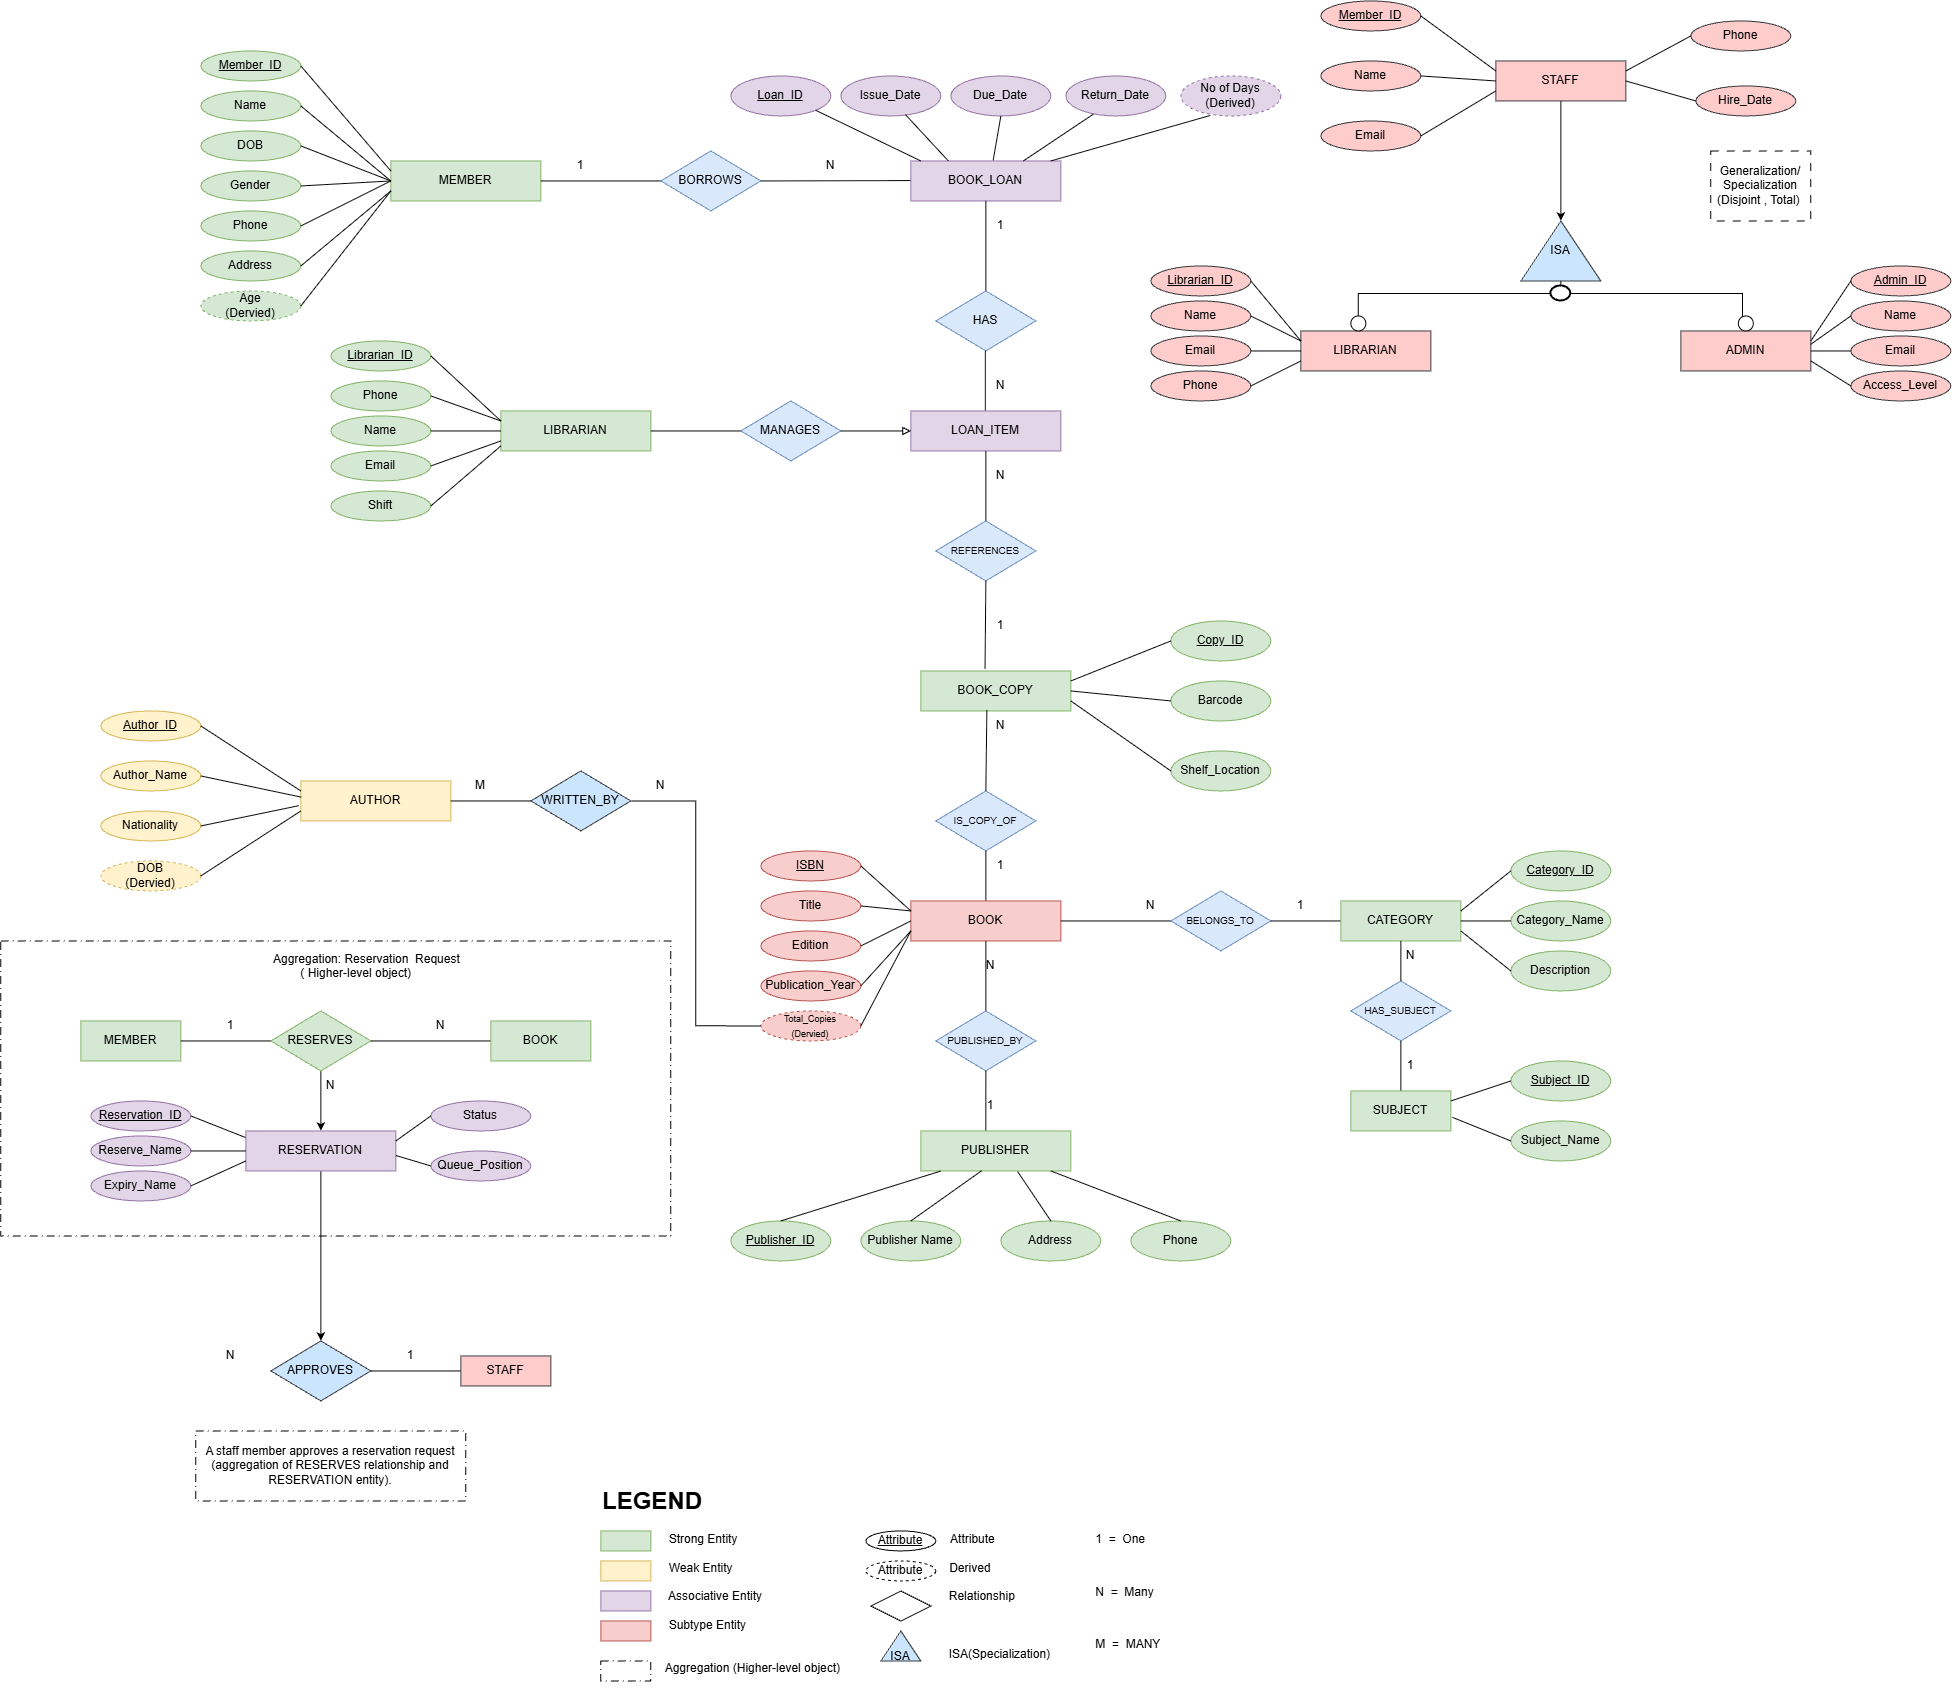 Member_ID
Name
DOB
Gender
Phone
Address
Age
(Dervied)
MEMBER
1
BORROWS
N
Loan_ID
Issue_Date
Due_Date
Return_Date
No of Days
(Derived)
BOOK_LOAN
1
HAS
N
Librarian_ID
Phone
Name
Email
Shift
LIBRARIAN
MANAGES
LOAN_ITEM
N
REFERENCES
1
Member_ID
Name
Email
STAFF
Phone
Hire_Date
Generalization/
Specialization
(Disjoint , Total)
ISA
Librarian_ID
Name
Email
Phone
LIBRARIAN
ADMIN
Admin_ID
Name
Email
Access_Level
BOOK_COPY
Copy_ID
Barcode
Shelf_Location
N
IS_COPY_OF
1
Author_ID
Author_Name
Nationality
DOB
(Dervied)
AUTHOR
M
WRITTEN_BY
N
ISBN
Title
Edition
Publication_Year
Total_Copies
(Dervied)
BOOK
N
BELONGS_TO
1
CATEGORY
Category_ID
Category_Name
Description
N
HAS_SUBJECT
1
SUBJECT
Subject_ID
Subject_Name
N
PUBLISHED_BY
1
PUBLISHER
Publisher_ID
Publisher Name
Address
Phone
Aggregation: Reservation  Request
( Higher-level object)
MEMBER
1
RESERVES
N
BOOK
N
Reservation_ID
Reserve_Name
Expiry_Name
RESERVATION
Status
Queue_Position
N
APPROVES
1
STAFF
A staff member approves a reservation request
(aggregation of RESERVES relationship and
RESERVATION entity).
LEGEND
Strong Entity
Weak Entity
Associative Entity
Subtype Entity
Aggregation (Higher-level object)
Attribute
Attribute
Attribute
Derived
Relationship
ISA
ISA(Specialization)
1  =  One
N  =  Many
M  =  MANY